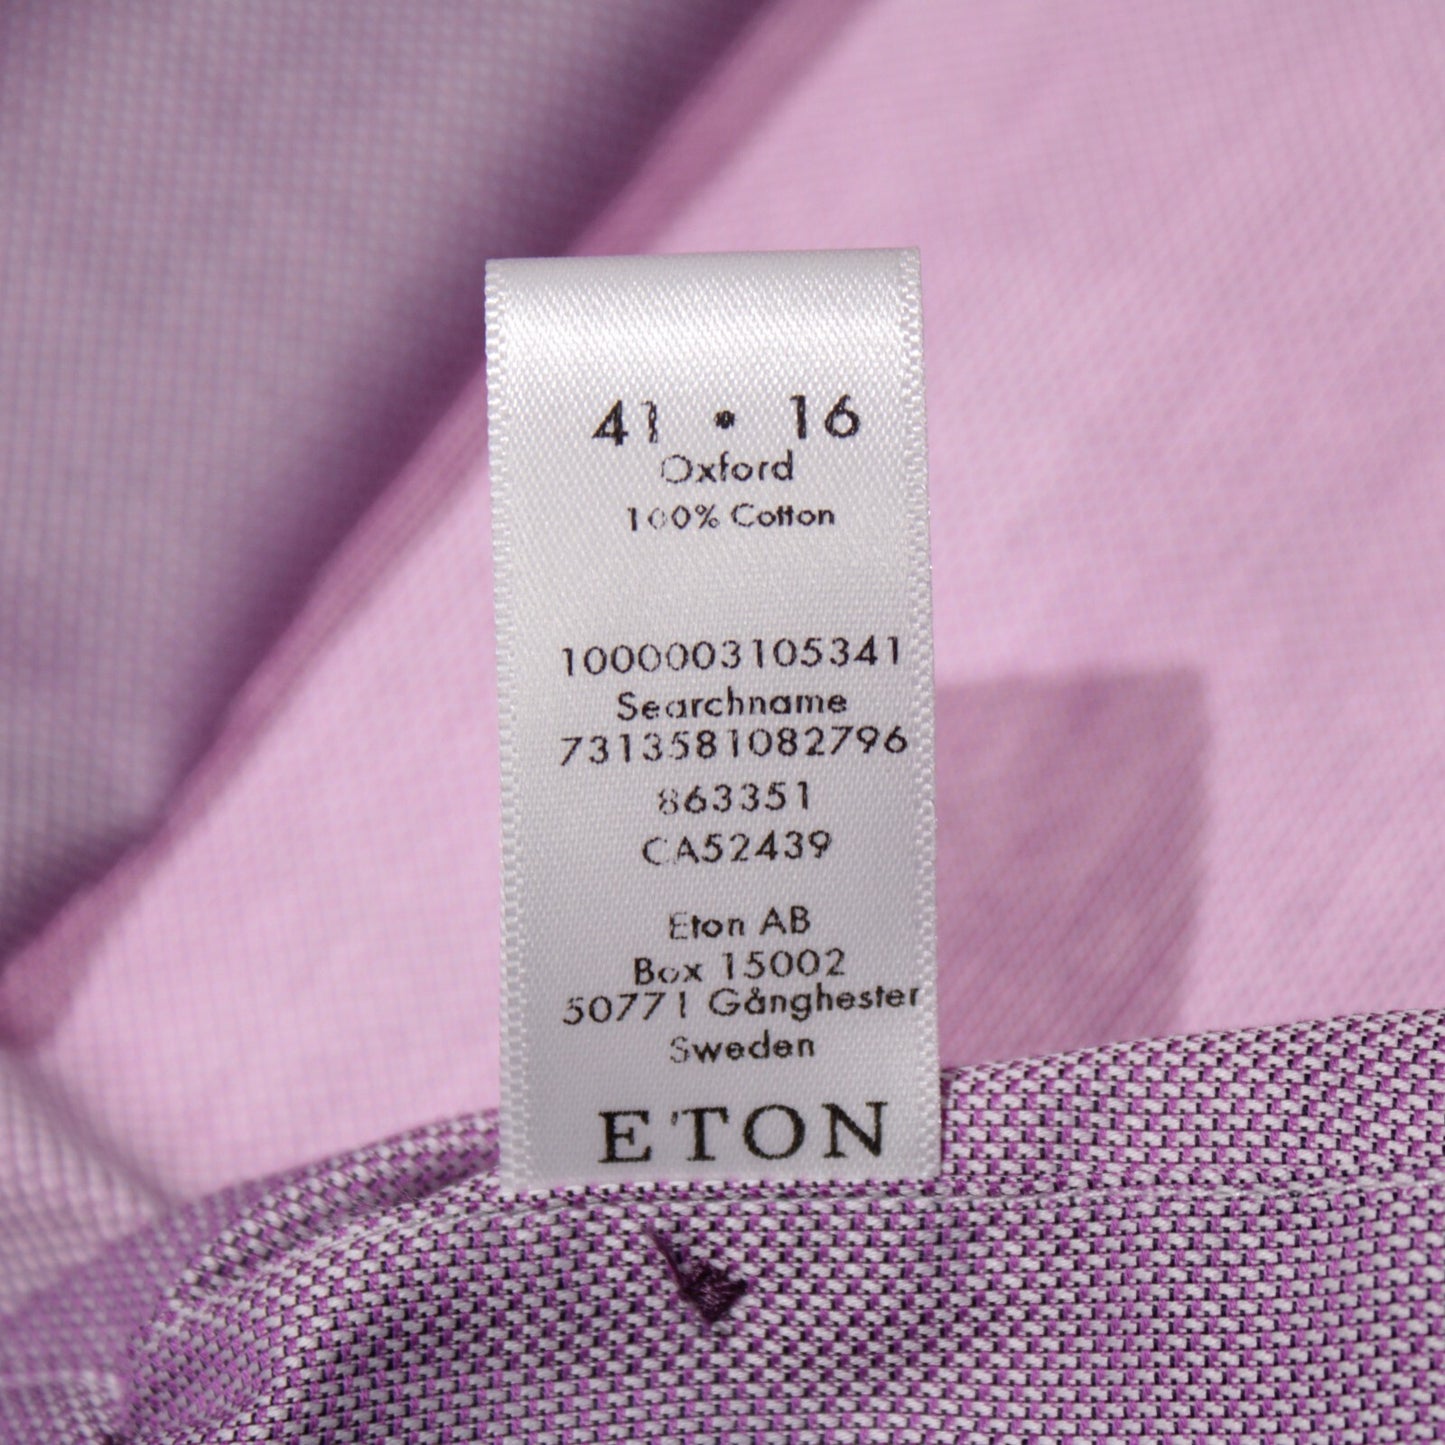 41 • 16
Oxford
100% Cotton
1000003105341
Searchname
7313581082796
863351
CA52439
Eton AB
Box 15002
50771 Gånghester
Sweden
ETON